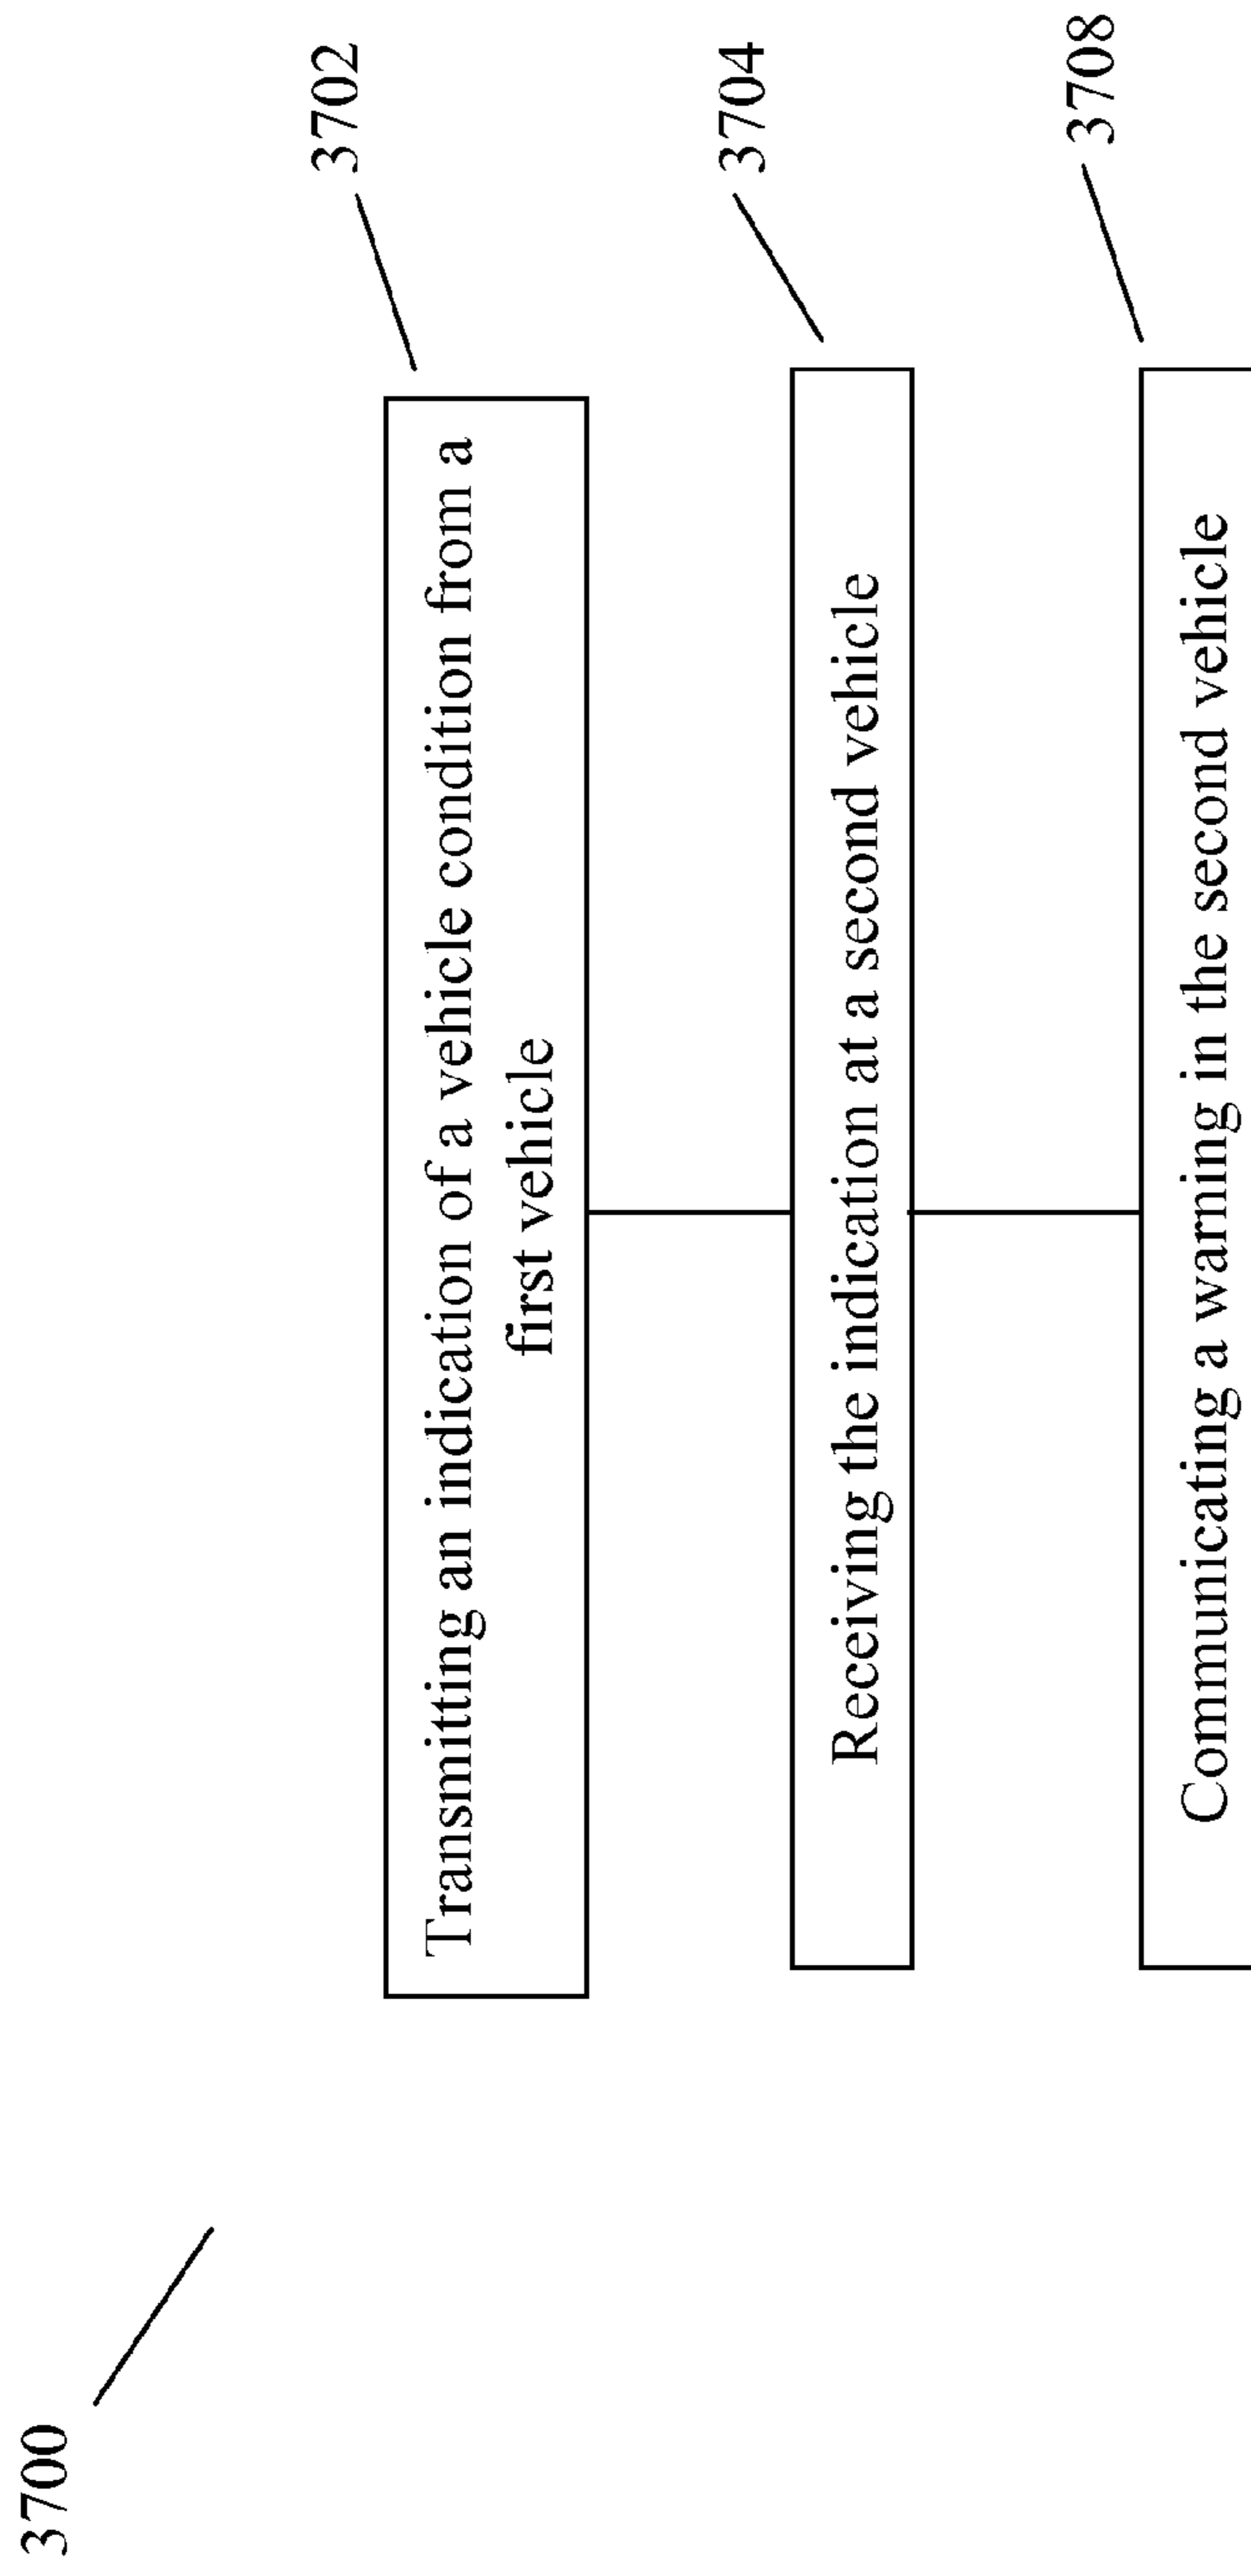 3700
3702
Transmitting an indication of a vehicle condition from a
first vehicle
3704
Receiving the indication at a second vehicle
3708
Communicating a warning in the second vehicle